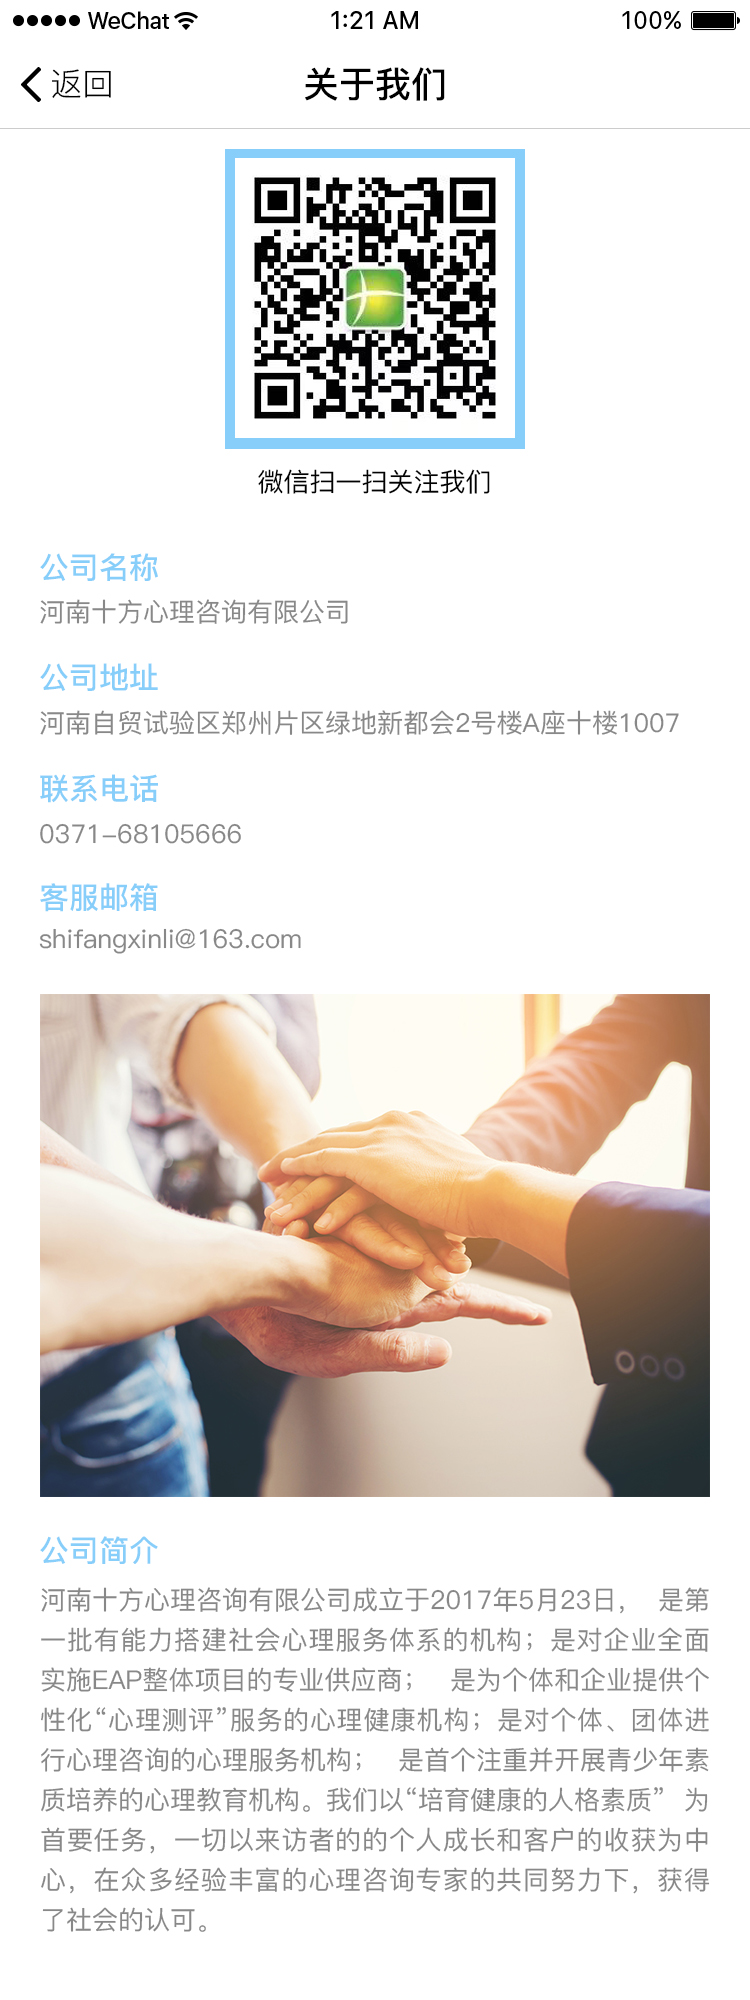 WeChat 1:21 AM 100%
返回 关于我们
微信扫一扫关注我们
公司名称
河南十方心理咨询有限公司
公司地址
河南自贸试验区郑州片区绿地新都会2号楼A座十楼1007
联系电话
0371-68105666
客服邮箱
shifangxinli@163.com
公司简介
河南十方心理咨询有限公司成立于2017年5月23日， 是第
一批有能力搭建社会心理服务体系的机构；是对企业全面
实施EAP整体项目的专业供应商； 是为个体和企业提供个
性化“心理测评”服务的心理健康机构；是对个体、团体进
行心理咨询的心理服务机构； 是首个注重并开展青少年素
质培养的心理教育机构。我们以“培育健康的人格素质” 为
首要任务，一切以来访者的的个人成长和客户的收获为中
心，在众多经验丰富的心理咨询专家的共同努力下，获得
了社会的认可。